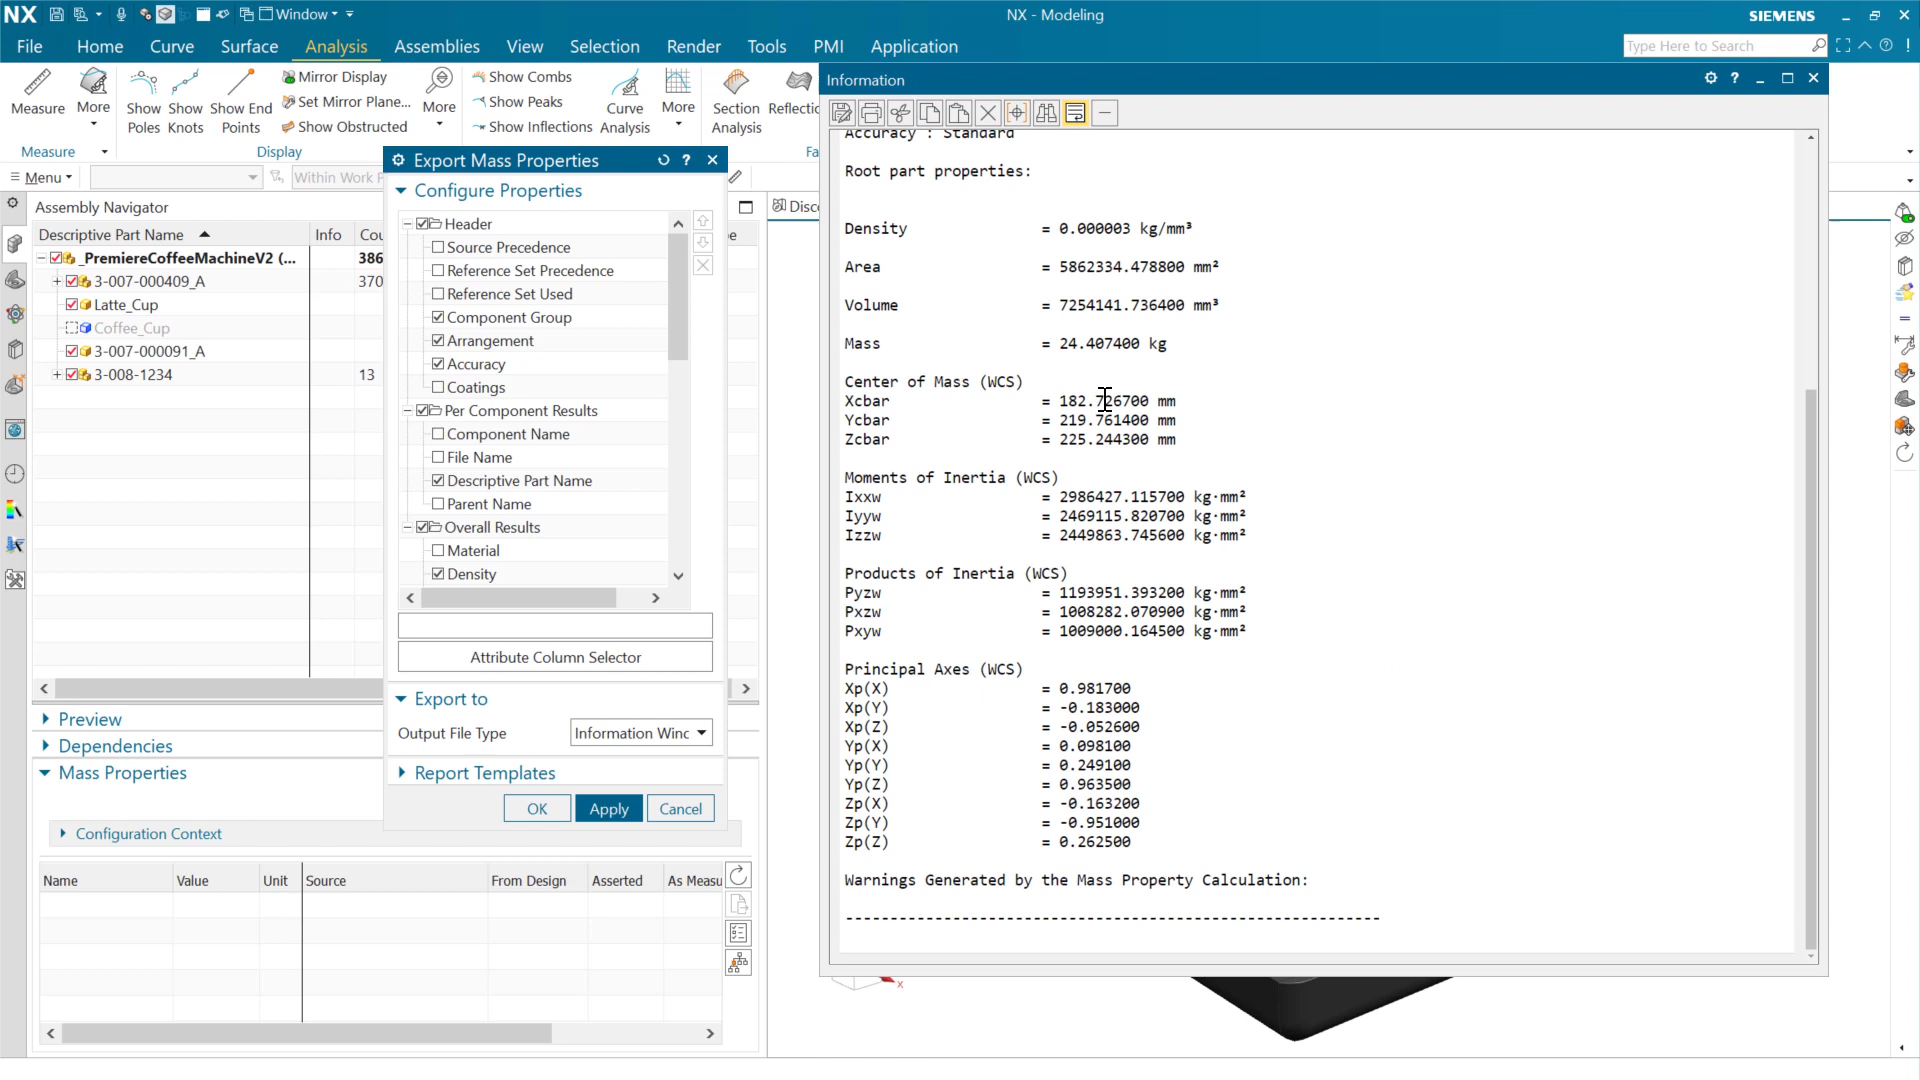 NX
Window
NX - Modeling
SIEMENS
File
Home
Curve
Surface
Analysis
Assemblies
View
Selection
Render
Tools
PMI
Application
Type Here to Search
Measure
More
Show Poles
Show Knots
Show End Points
Mirror Display
Set Mirror Plane...
Show Obstructed
More
Show Combs
Show Peaks
Show Inflections
Curve Analysis
More
Section Analysis
Measure
Display
Menu
Assembly Navigator
Descriptive Part Name
Info
_PremiereCoffeeMachineV2 (...
386
3-007-000409_A
370
Latte_Cup
Coffee_Cup
3-007-000091_A
3-008-1234
13
Preview
Dependencies
Mass Properties
Configuration Context
Name
Value
Unit
Source
From Design
Asserted
As Measu
Export Mass Properties
Configure Properties
Header
Source Precedence
Reference Set Precedence
Reference Set Used
Component Group
Arrangement
Accuracy
Coatings
Per Component Results
Component Name
File Name
Descriptive Part Name
Parent Name
Overall Results
Material
Density
Attribute Column Selector
Export to
Output File Type
Information Winc
Report Templates
OK
Apply
Cancel
Information
Accuracy : Standard
Root part properties:
Density = 0.000003 kg/mm³
Area = 5862334.478800 mm²
Volume = 7254141.736400 mm³
Mass = 24.407400 kg
Center of Mass (WCS)
Xcbar = 182.726700 mm
Ycbar = 219.761400 mm
Zcbar = 225.244300 mm
Moments of Inertia (WCS)
Ixxw = 2986427.115700 kg·mm²
Iyyw = 2469115.820700 kg·mm²
Izzw = 2449863.745600 kg·mm²
Products of Inertia (WCS)
Pyzw = 1193951.393200 kg·mm²
Pxzw = 1008282.070900 kg·mm²
Pxyw = 1009000.164500 kg·mm²
Principal Axes (WCS)
Xp(X) = 0.981700
Xp(Y) = -0.183000
Xp(Z) = -0.052600
Yp(X) = 0.098100
Yp(Y) = 0.249100
Yp(Z) = 0.963500
Zp(X) = -0.163200
Zp(Y) = -0.951000
Zp(Z) = 0.262500
Warnings Generated by the Mass Property Calculation:
------------------------------------------------------------
X